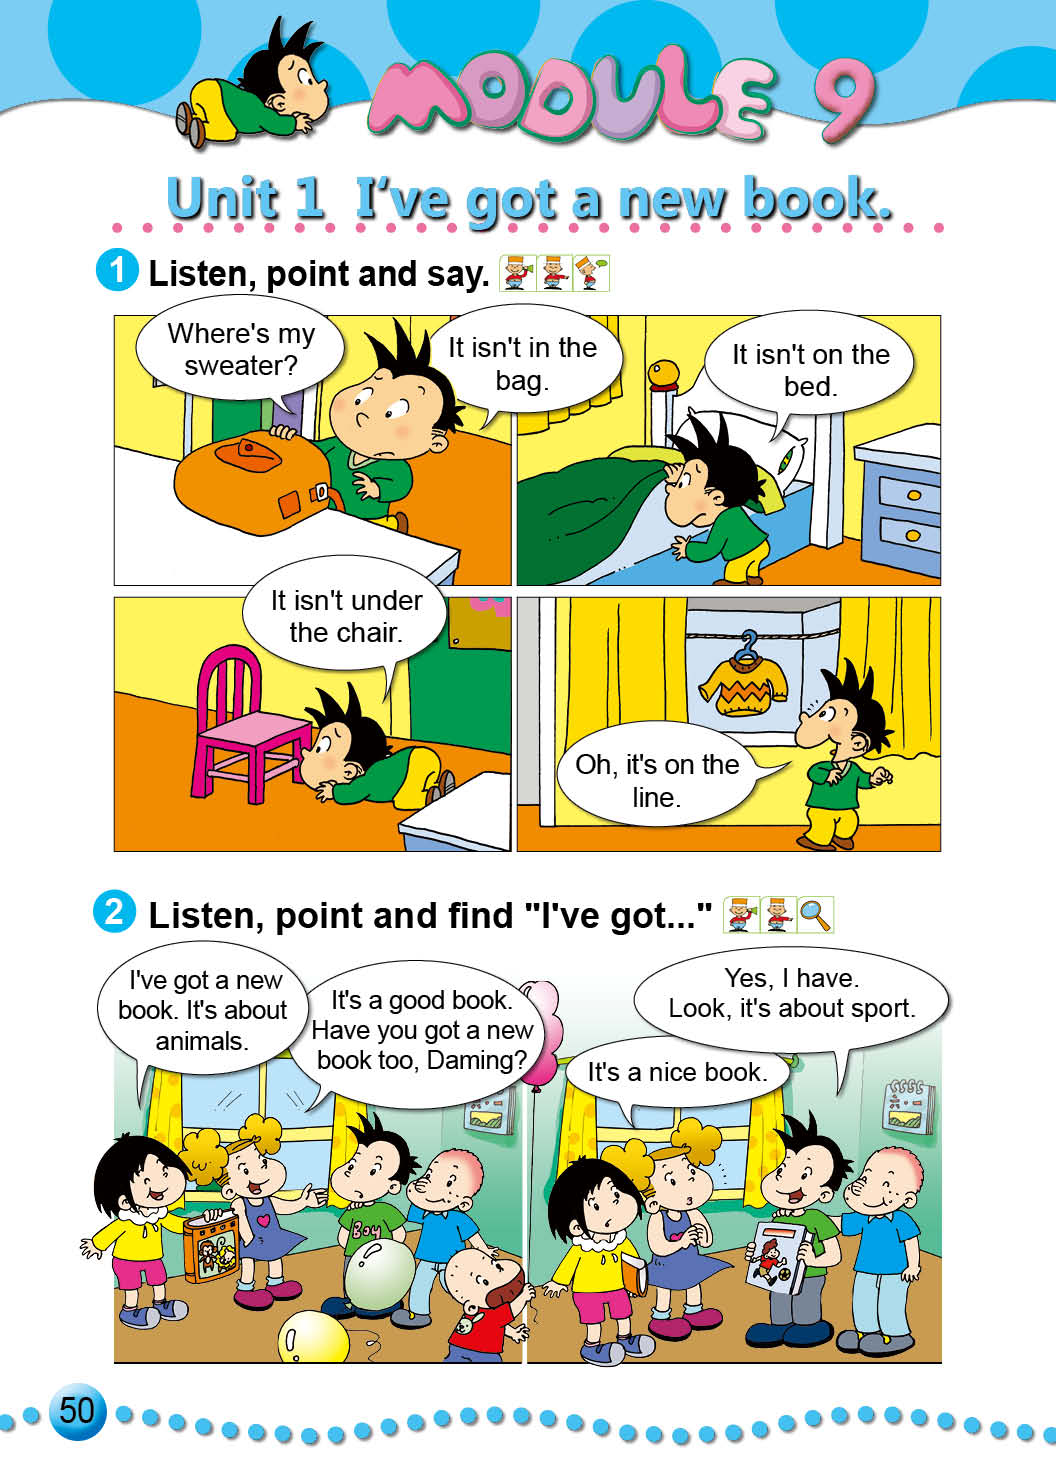 MODULE 9
Unit 1 I've got a new book.
1 Listen, point and say.
Where's my
sweater?
It isn't in the
bag.
It isn't on the
bed.
It isn't under
the chair.
Oh, it's on the
line.
2 Listen, point and find "I've got..."
I've got a new
book. It's about
animals.
It's a good book.
Have you got a new
book too, Daming?
It's a nice book.
Yes, I have.
Look, it's about sport.
Boy
50